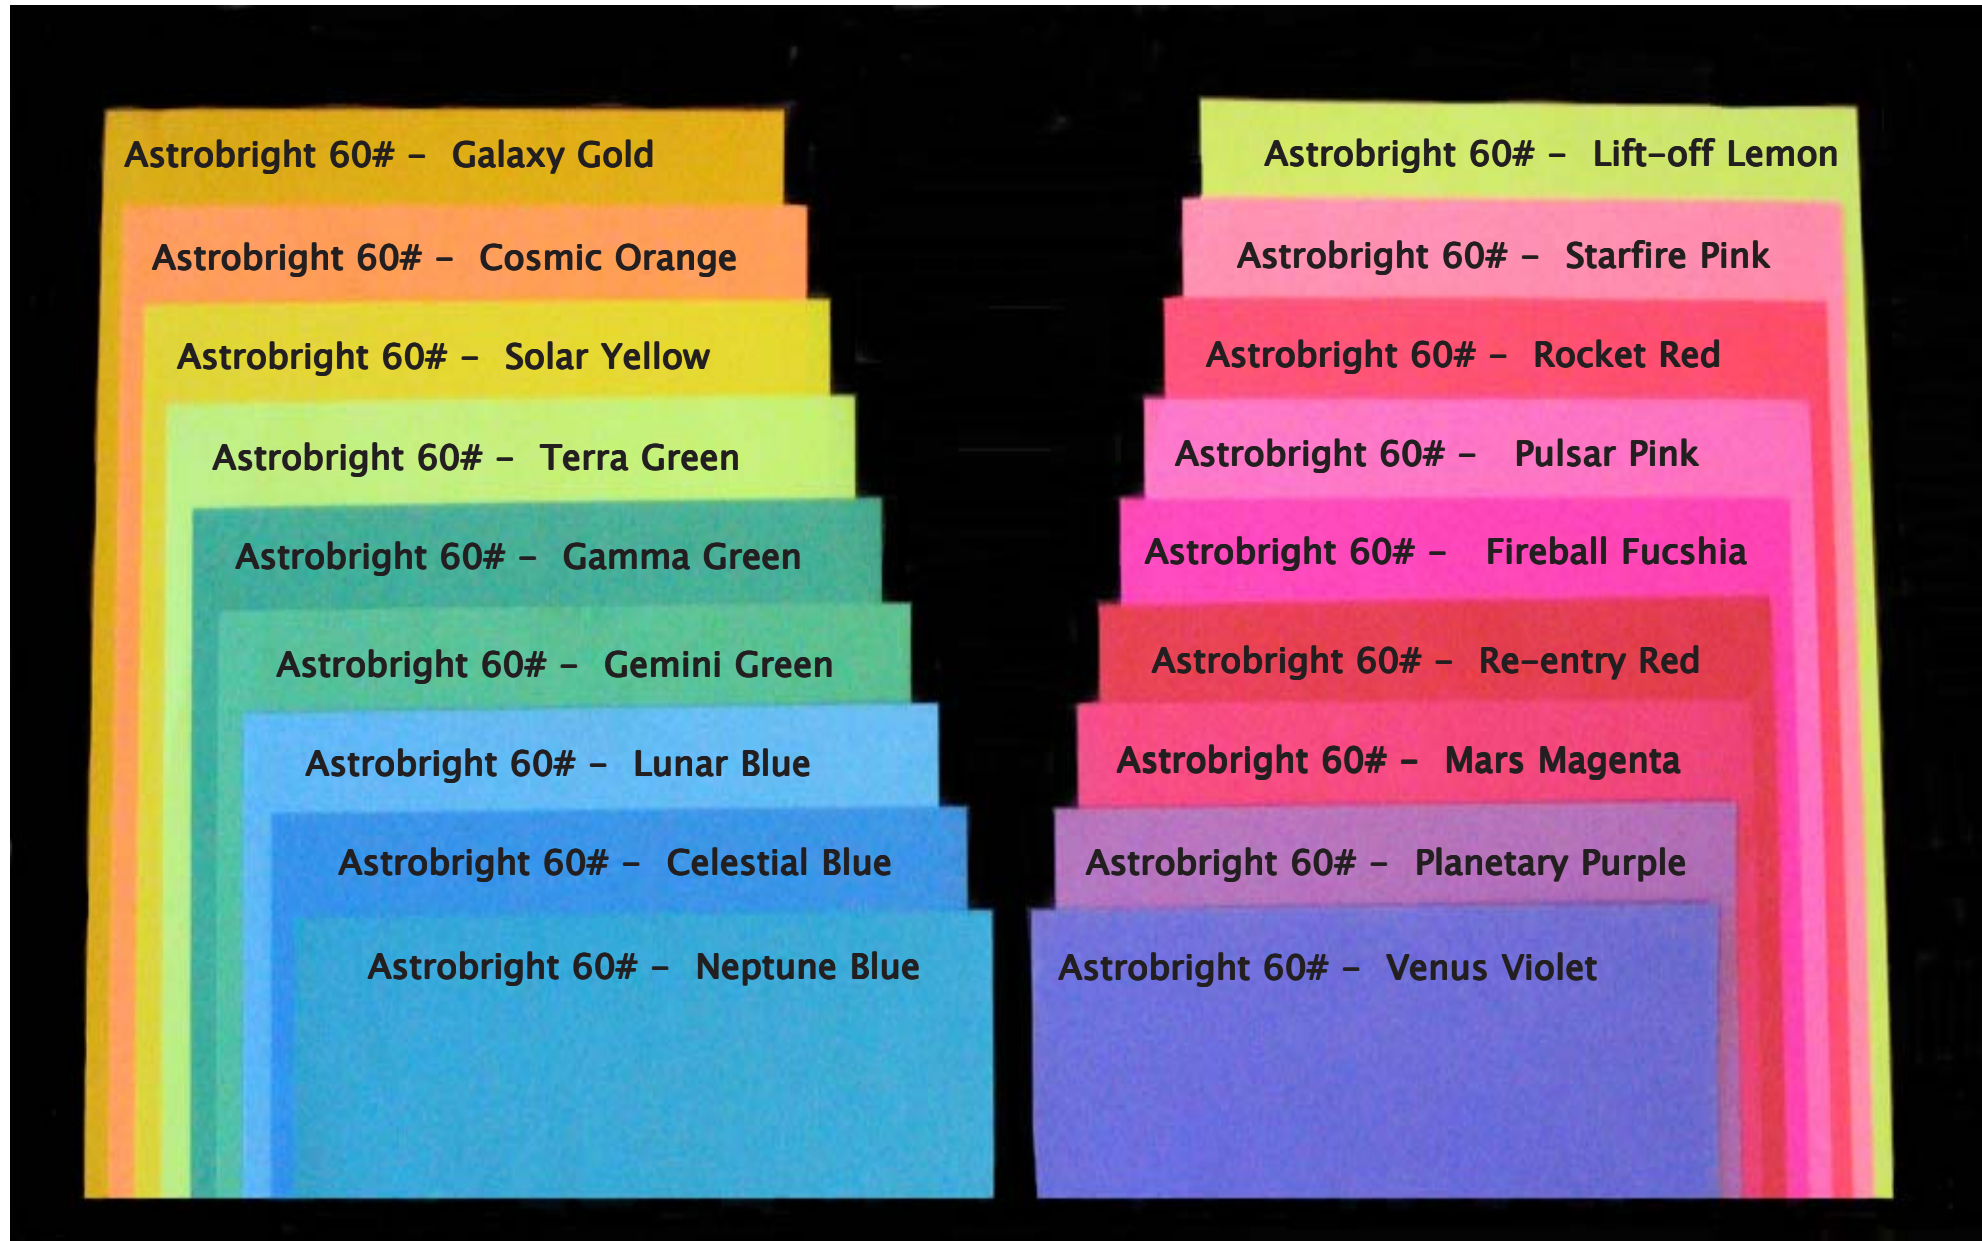 Astrobright 60# – Galaxy Gold
Astrobright 60# – Cosmic Orange
Astrobright 60# – Solar Yellow
Astrobright 60# – Terra Green
Astrobright 60# – Gamma Green
Astrobright 60# – Gemini Green
Astrobright 60# – Lunar Blue
Astrobright 60# – Celestial Blue
Astrobright 60# – Neptune Blue
Astrobright 60# – Lift-off Lemon
Astrobright 60# – Starfire Pink
Astrobright 60# – Rocket Red
Astrobright 60# – Pulsar Pink
Astrobright 60# – Fireball Fucshia
Astrobright 60# – Re-entry Red
Astrobright 60# – Mars Magenta
Astrobright 60# – Planetary Purple
Astrobright 60# – Venus Violet